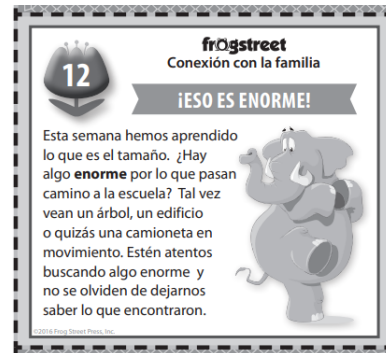 frogstreet
Conexión con la familia
12
¡ESO ES ENORME!
Esta semana hemos aprendido
lo que es el tamaño. ¿Hay
algo enorme por lo que pasan
camino a la escuela? Tal vez
vean un árbol, un edificio
o quizás una camioneta en
movimiento. Estén atentos
buscando algo enorme y
no se olviden de dejarnos
saber lo que encontraron.
©2016 Frog Street Press, Inc.